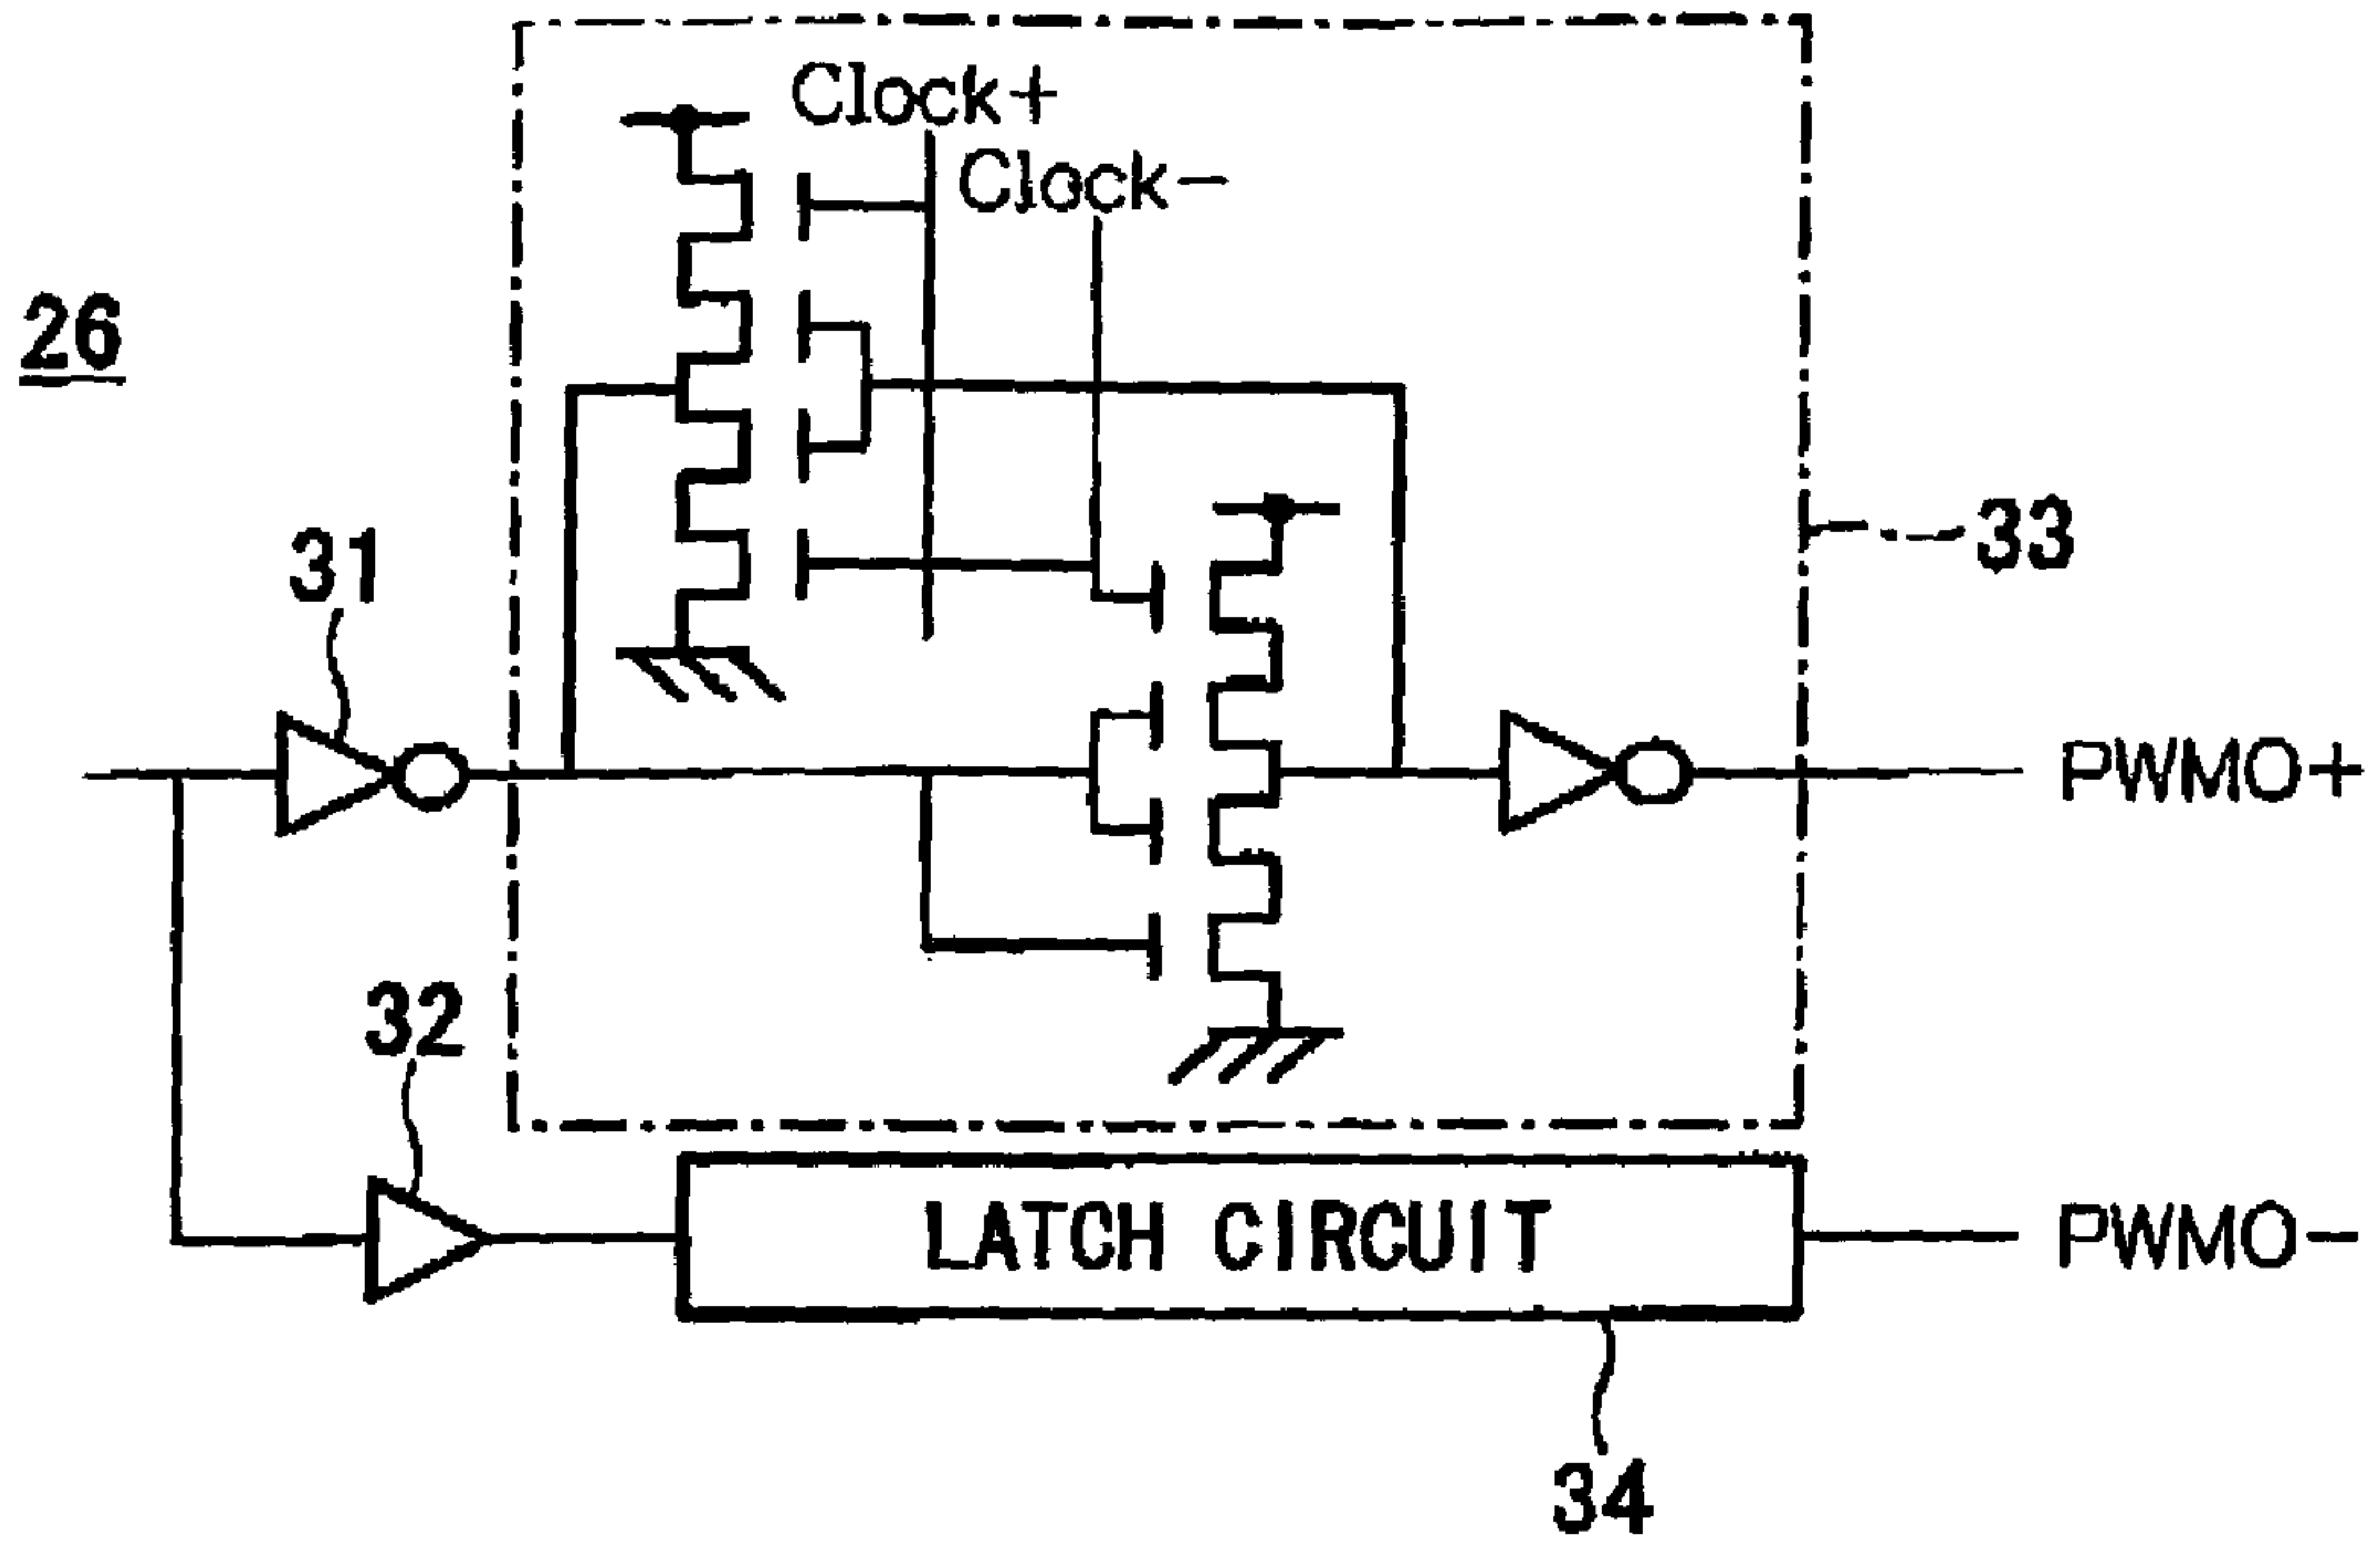 Clock+
Clock-
26
31
33
PWMO+
32
LATCH CIRCUIT
PWMO-
34